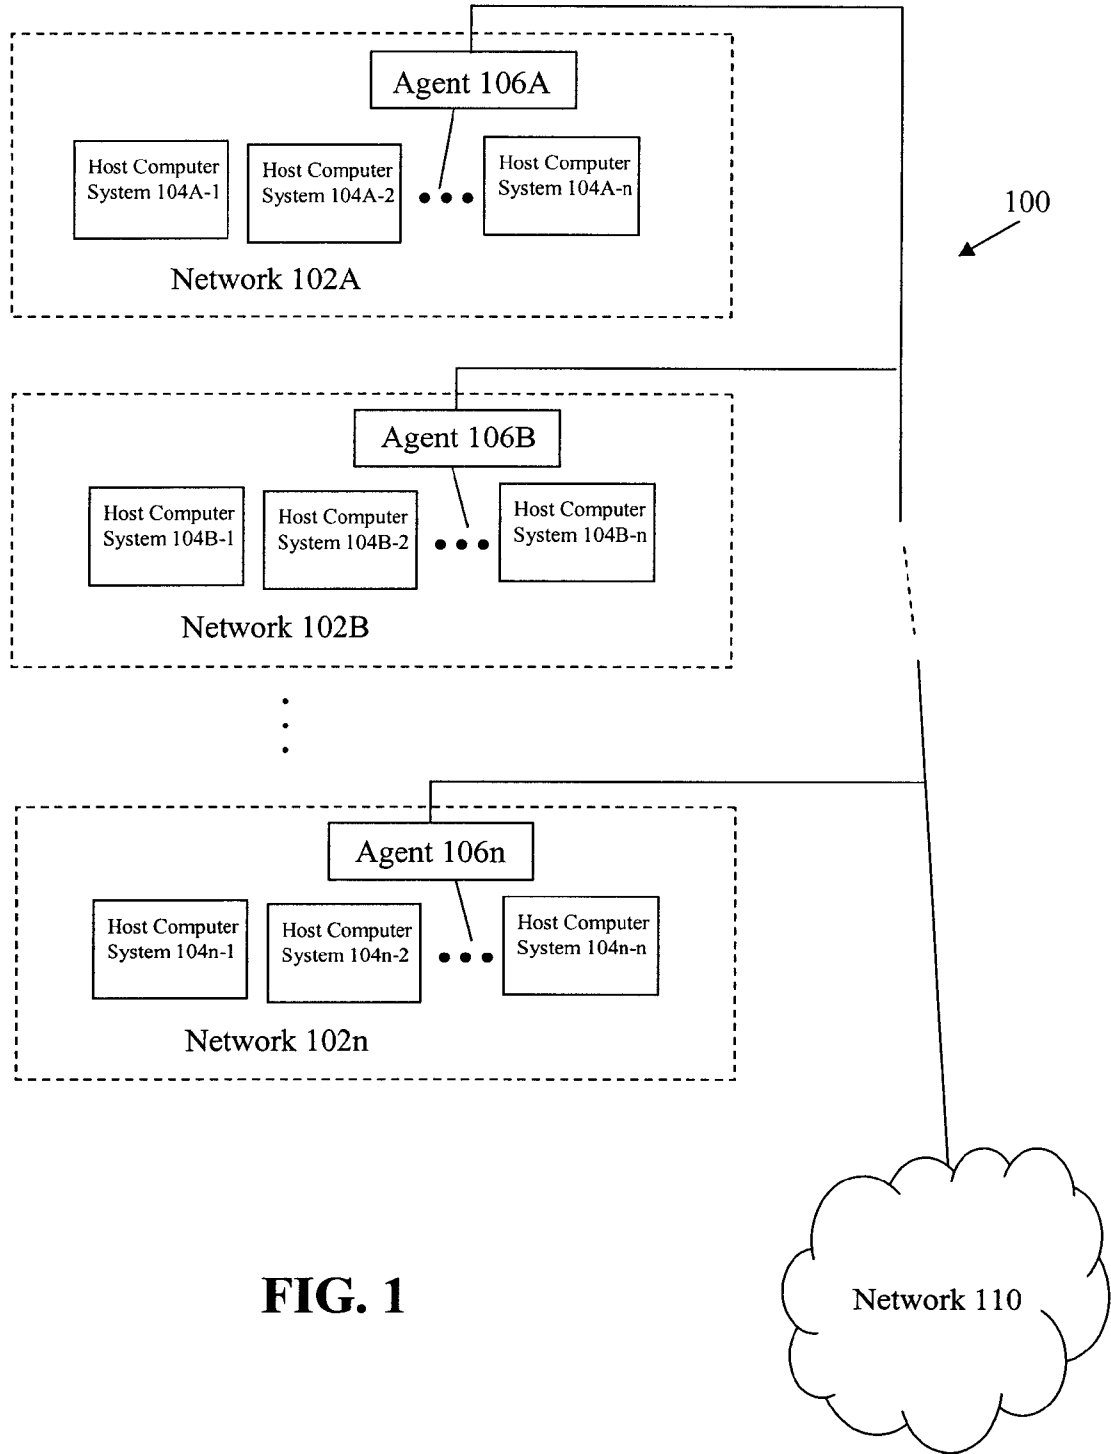 Agent 106A
Host Computer
System 104A-1
Host Computer
System 104A-2
Host Computer
System 104A-n
100
Network 102A
Agent 106B
Host Computer
System 104B-1
Host Computer
System 104B-2
Host Computer
System 104B-n
Network 102B
Agent 106n
Host Computer
System 104n-1
Host Computer
System 104n-2
Host Computer
System 104n-n
Network 102n
FIG. 1
Network 110